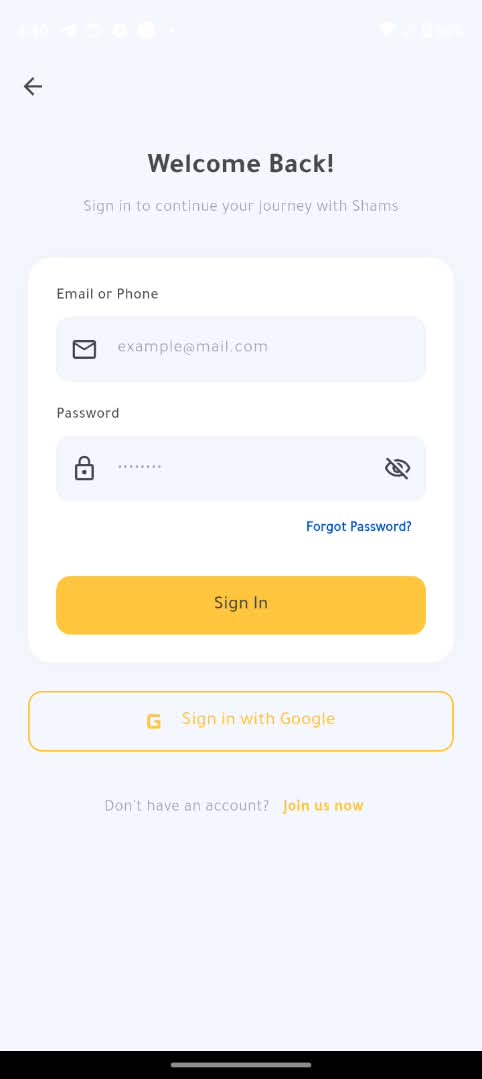 Welcome Back!
Sign in to continue your journey with Shams
Email or Phone
example@mail.com
Password
Forgot Password?
Sign In
G Sign in with Google
Don't have an account? Join us now